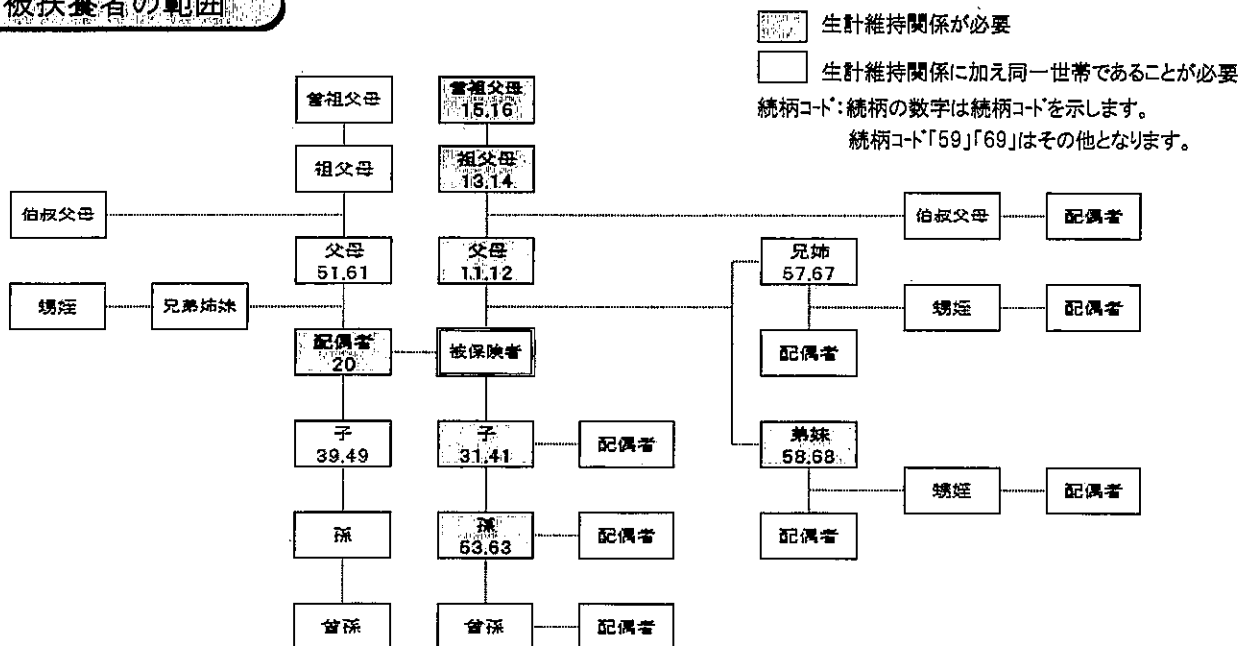 被扶養者の範囲
生計維持関係が必要
生計維持関係に加え同一世帯であることが必要
続柄コード:続柄の数字は続柄コードを示します。
続柄コード「59」「69」はその他となります。
曾祖父母
曾祖父母
15.16
祖父母
祖父母
13.14
伯叔父母
伯叔父母
配偶者
父母
51.61
父母
11.12
兄姉
57.67
甥姪
兄弟姉妹
甥姪
配偶者
配偶者
20
被保険者
配偶者
子
39.49
子
31.41
配偶者
弟妹
58.68
甥姪
配偶者
孫
孫
53.63
配偶者
配偶者
曾孫
曾孫
配偶者